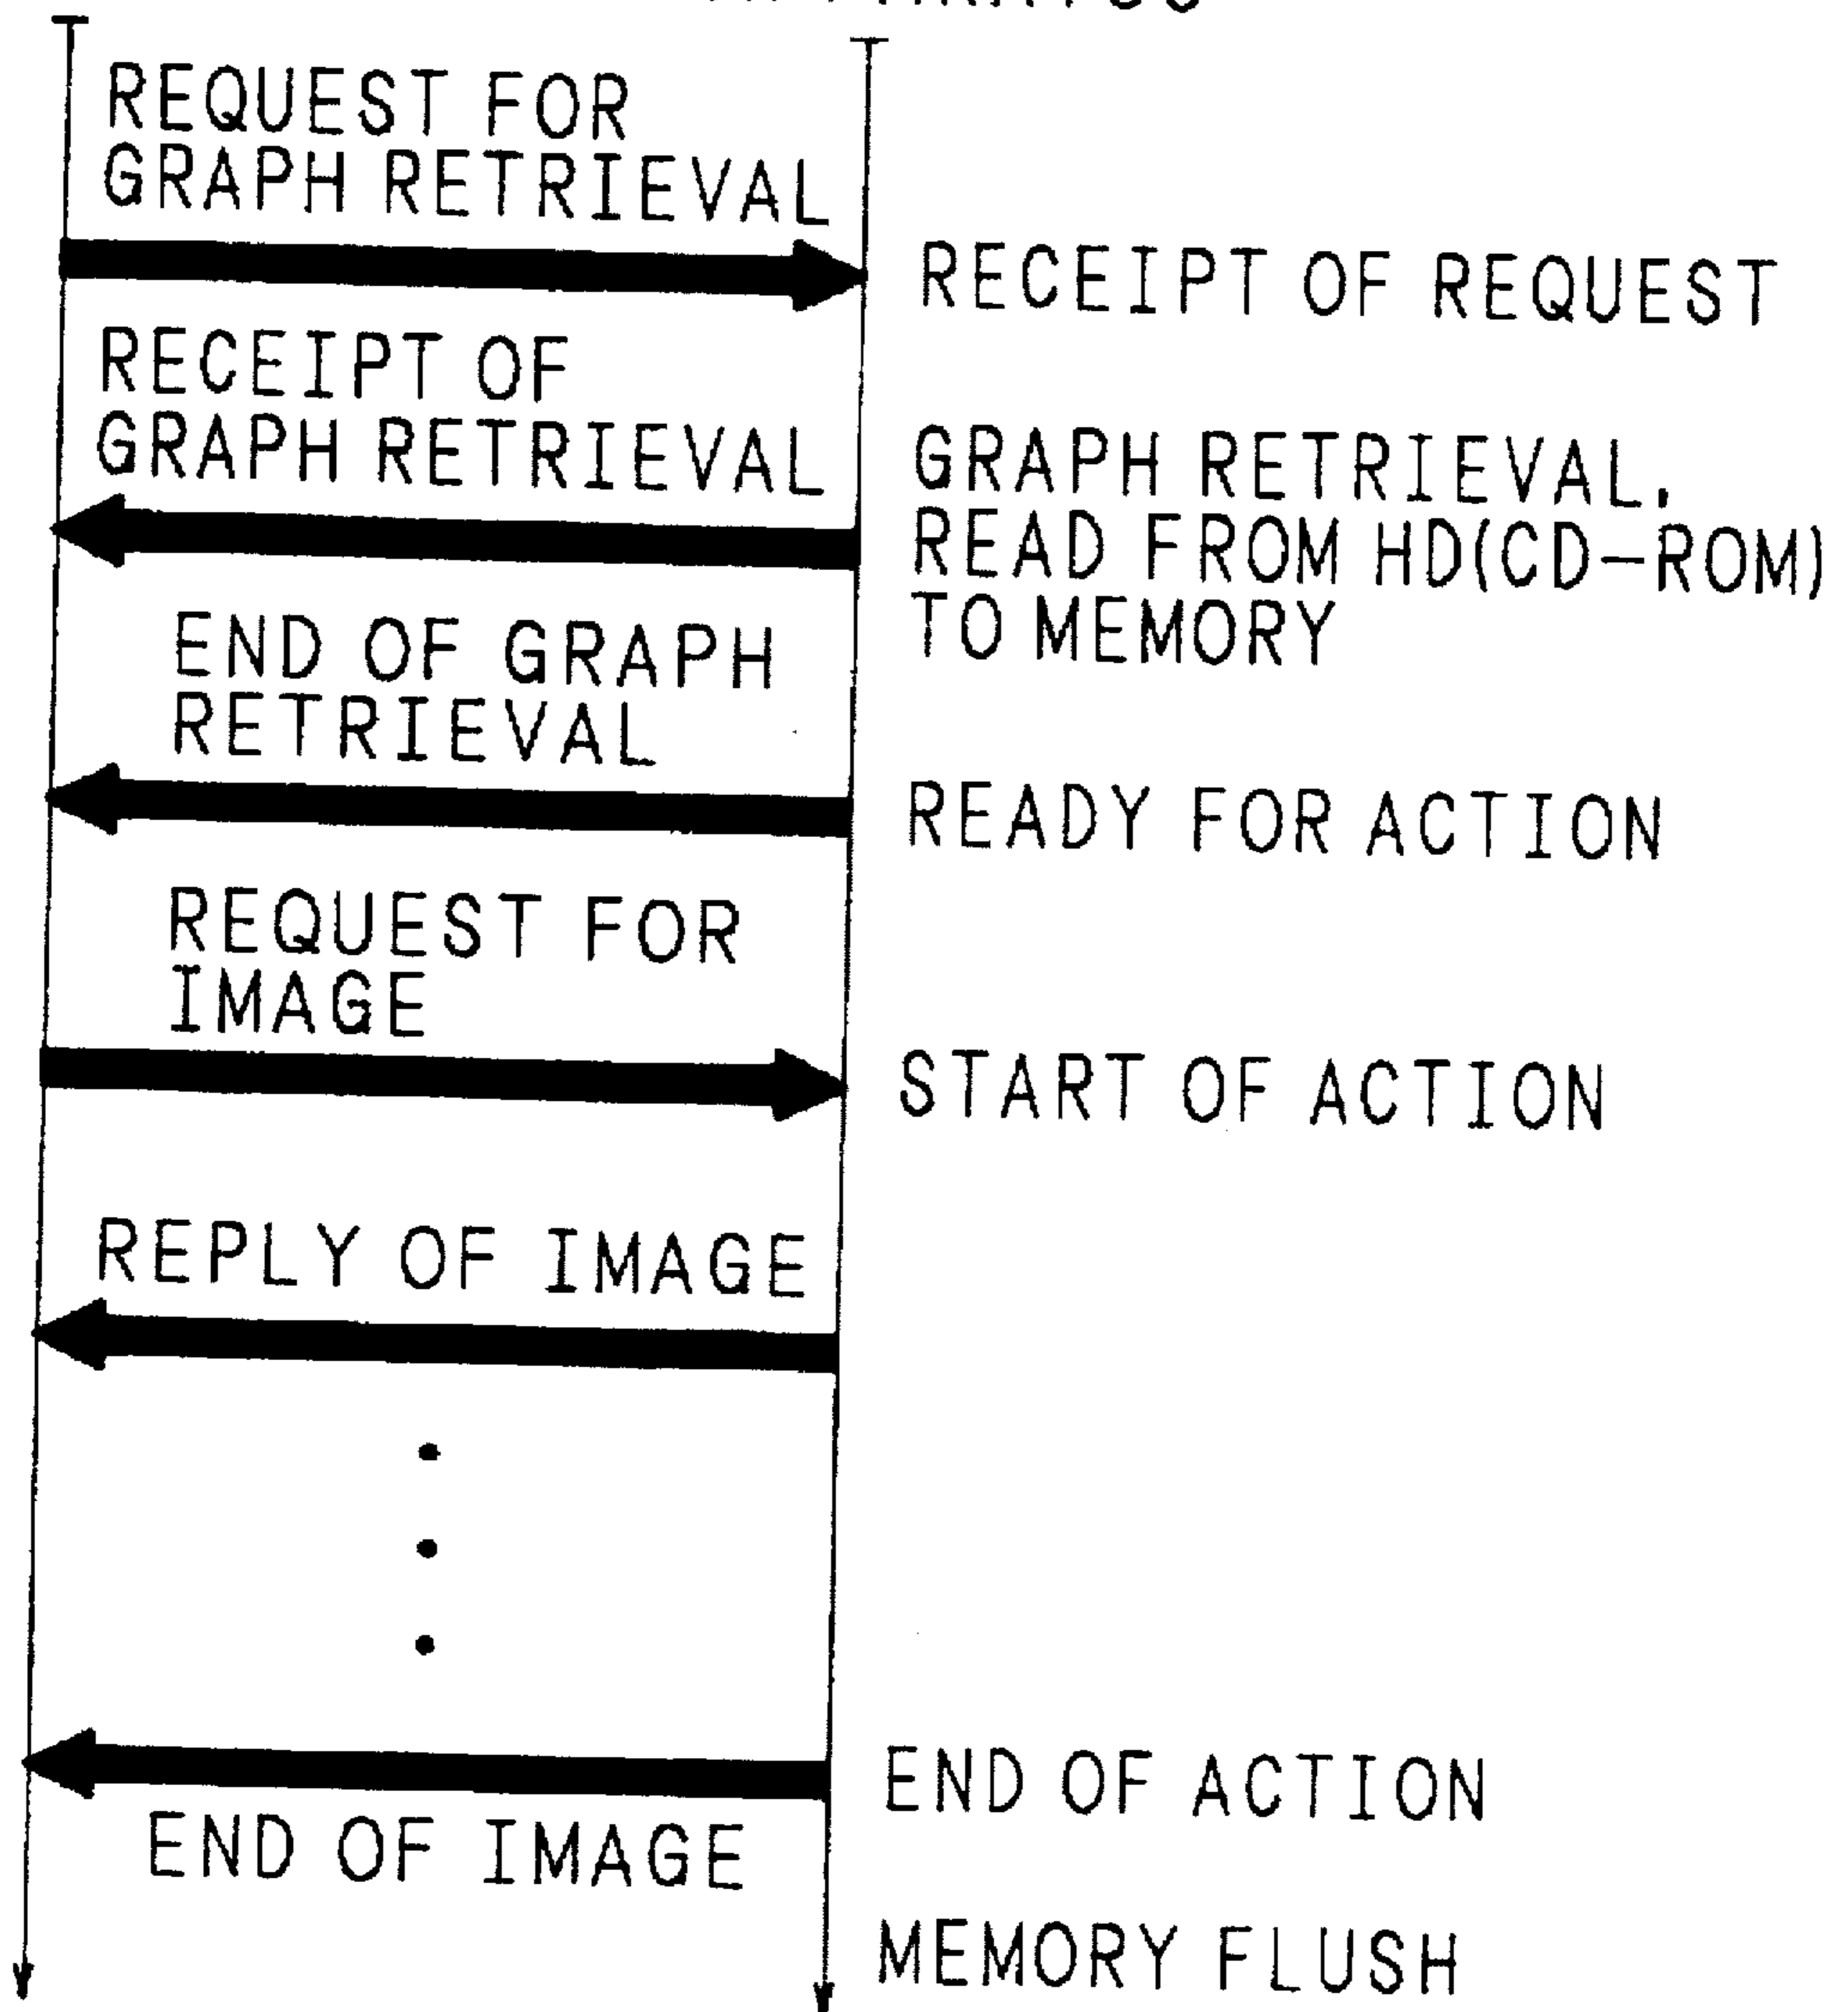 REQUEST FOR
GRAPH RETRIEVAL
RECEIPT OF REQUEST
RECEIPT OF
GRAPH RETRIEVAL
GRAPH RETRIEVAL.
READ FROM HD(CD-ROM)
TO MEMORY
END OF GRAPH
RETRIEVAL
READY FOR ACTION
REQUEST FOR
IMAGE
START OF ACTION
REPLY OF IMAGE
END OF ACTION
END OF IMAGE
MEMORY FLUSH